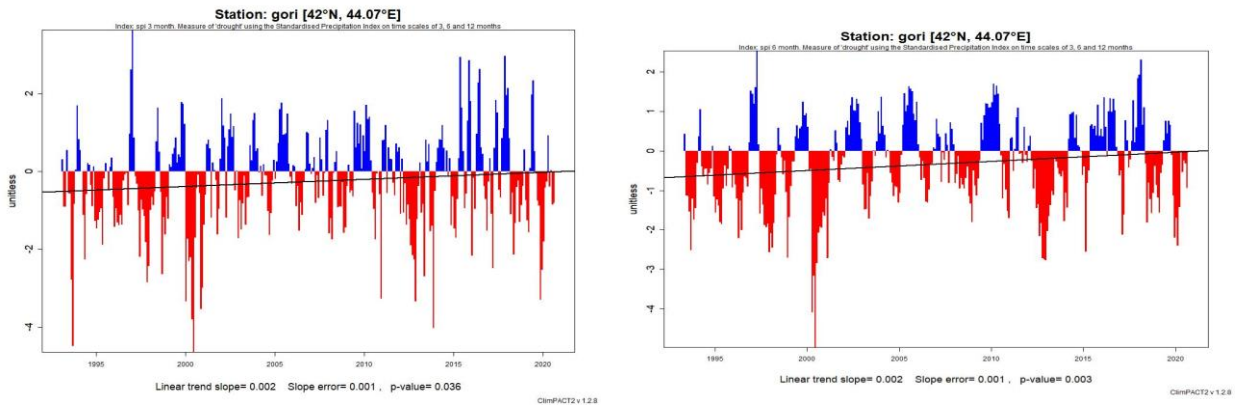 Station: gori [42°N, 44.07°E]
Index: spi 3 month. Measure of 'drought' using the Standardised Precipitation Index on time scales of 3, 6 and 12 months
unitless
2
0
-2
-4
1995
2000
2005
2010
2015
2020
Linear trend slope= 0.002 Slope error= 0.001 , p-value= 0.036
ClimPACT2 v 1.2.8
Station: gori [42°N, 44.07°E]
Index: spi 6 month. Measure of 'drought' using the Standardised Precipitation Index on time scales of 3, 6 and 12 months
unitless
2
1
0
-1
-2
-3
-4
1995
2000
2005
2010
2015
2020
Linear trend slope= 0.002 Slope error= 0.001 , p-value= 0.003
ClimPACT2 v 1.2.8